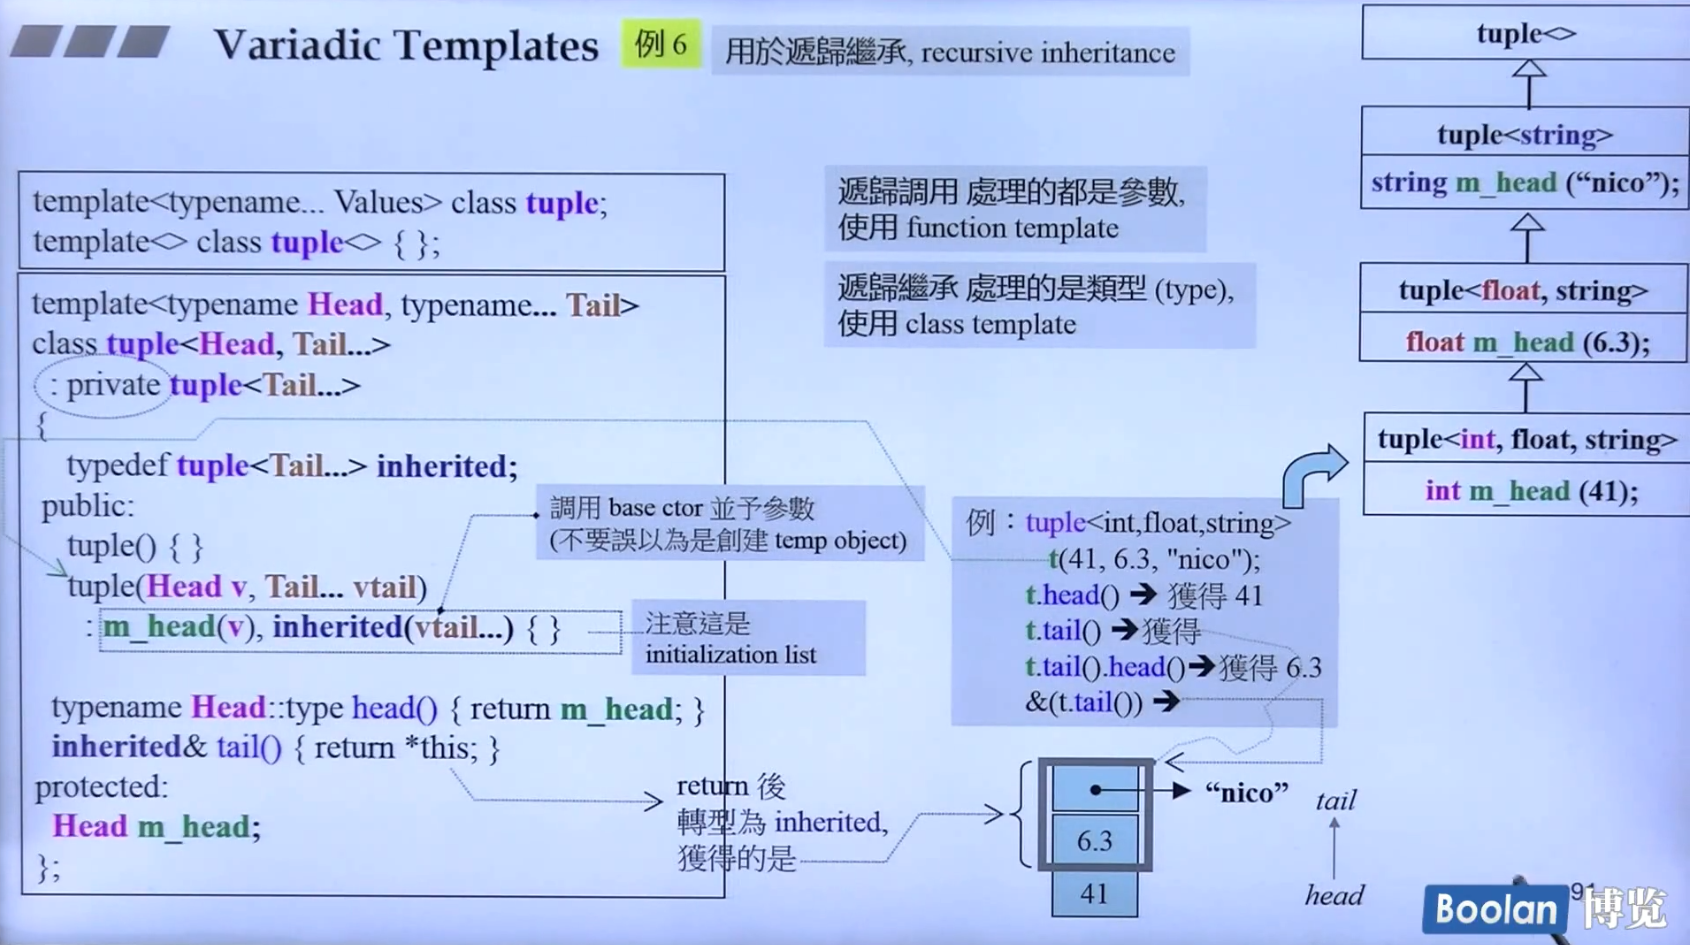 Variadic Templates 例 6 用於遞歸繼承, recursive inheritance
template<typename... Values> class tuple;
template<> class tuple<> { };
template<typename Head, typename... Tail>
class tuple<Head, Tail...>
: private tuple<Tail...>
{
typedef tuple<Tail...> inherited;
public:
tuple() { }
tuple(Head v, Tail... vtail)
: m_head(v), inherited(vtail...) { }
typename Head::type head() { return m_head; }
inherited& tail() { return *this; }
protected:
Head m_head;
};
遞歸調用 處理的都是參數,
使用 function template
遞歸繼承 處理的是類型 (type),
使用 class template
調用 base ctor 並予參數
(不要誤以為是創建 temp object)
注意這是
initialization list
return 後
轉型為 inherited,
獲得的是
例：tuple<int,float,string>
t(41, 6.3, "nico");
t.head() ➔ 獲得 41
t.tail() ➔獲得
t.tail().head()➔獲得 6.3
&(t.tail()) ➔
tuple<>
tuple<string>
string m_head (“nico”);
tuple<float, string>
float m_head (6.3);
tuple<int, float, string>
int m_head (41);
“nico”
6.3
41
tail
head
91
Boolan 博览